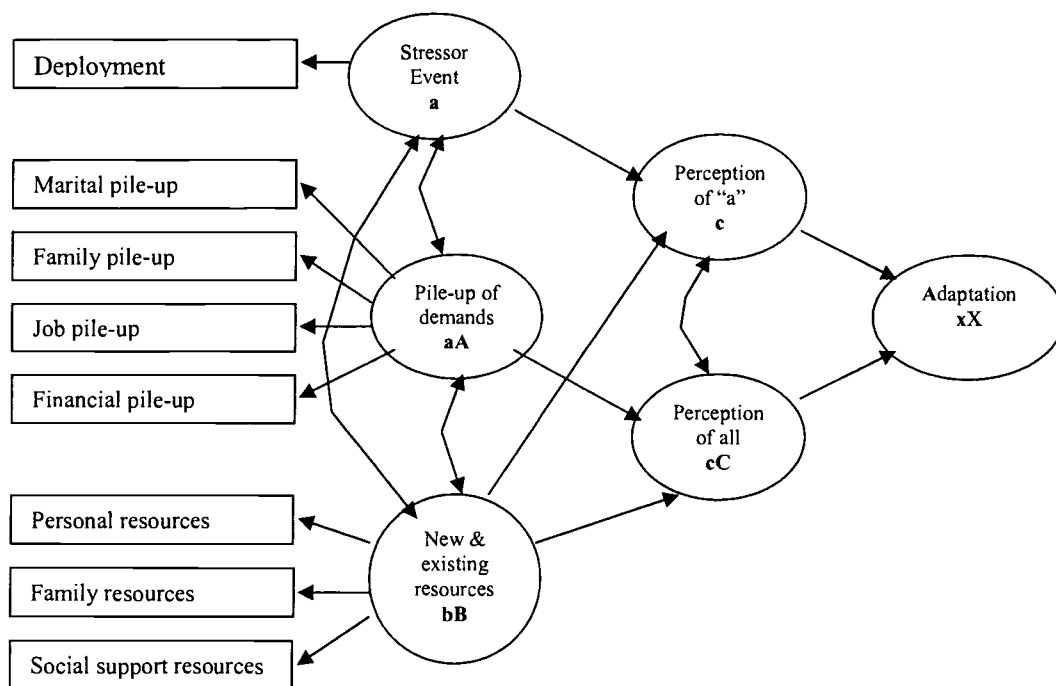 Deployment
Marital pile-up
Family pile-up
Job pile-up
Financial pile-up
Personal resources
Family resources
Social support resources
Stressor
Event
a
Pile-up of
demands
aA
New &
existing
resources
bB
Perception
of “a”
c
Perception
of all
cC
Adaptation
xX